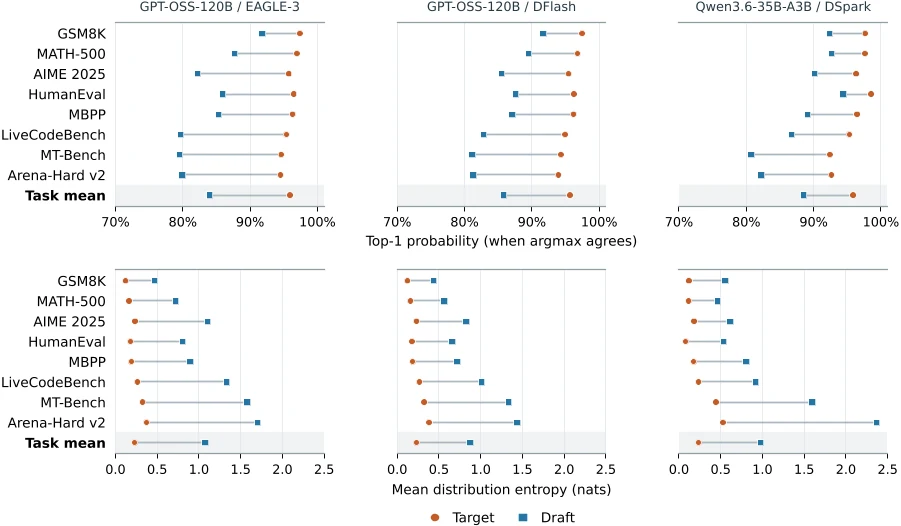 GPT-OSS-120B / EAGLE-3 GPT-OSS-120B / DFlash Qwen3.6-35B-A3B / DSpark
GSM8K
MATH-500
AIME 2025
HumanEval
MBPP
LiveCodeBench
MT-Bench
Arena-Hard v2
Task mean
70% 80% 90% 100% 70% 80% 90% 100% 70% 80% 90% 100%
Top-1 probability (when argmax agrees)
GSM8K
MATH-500
AIME 2025
HumanEval
MBPP
LiveCodeBench
MT-Bench
Arena-Hard v2
Task mean
0.0 0.5 1.0 1.5 2.0 2.5 0.0 0.5 1.0 1.5 2.0 2.5 0.0 0.5 1.0 1.5 2.0 2.5
Mean distribution entropy (nats)
Target Draft